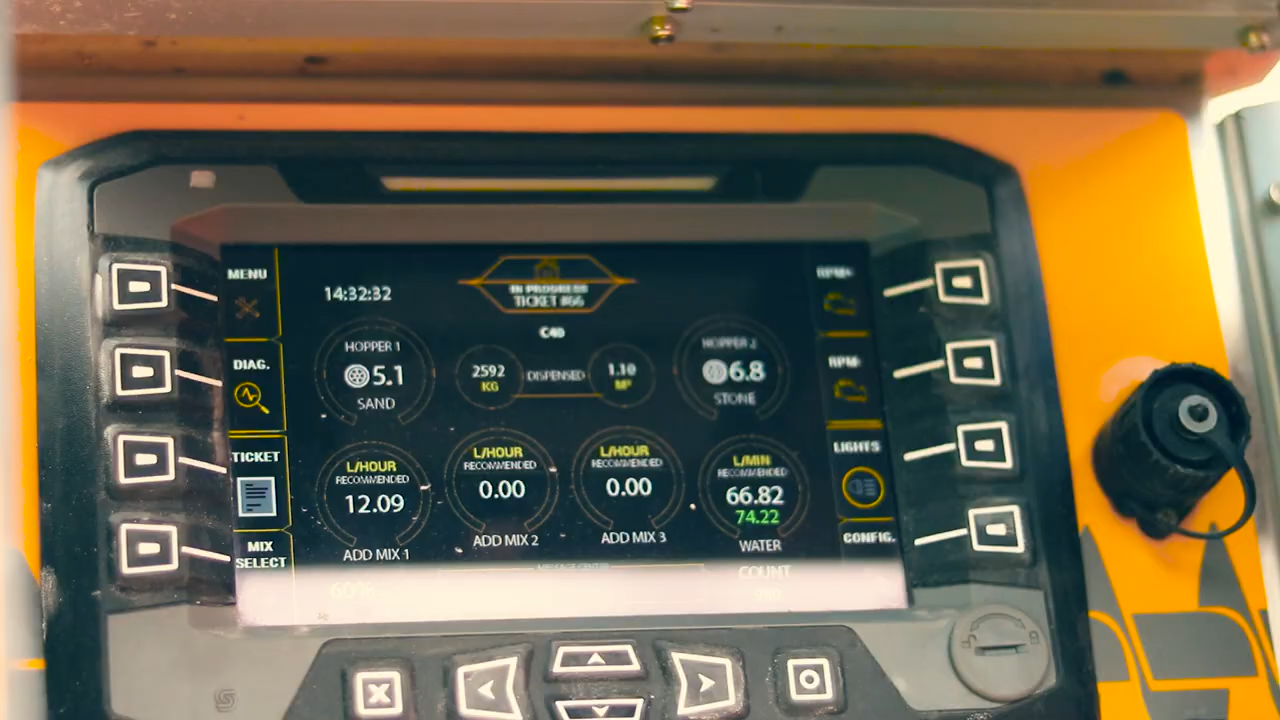 MENU
14:32:32
IN PROGRESS
TICKET #66
RPM+
C40
HOPPER 1
5.1
SAND
2592
KG
DISPENSED
1.10
M³
HOPPER 2
6.8
STONE
DIAG.
RPM-
TICKET
LIGHTS
L/HOUR
RECOMMENDED
12.09
ADD MIX 1
L/HOUR
RECOMMENDED
0.00
ADD MIX 2
L/HOUR
RECOMMENDED
0.00
ADD MIX 3
L/MIN
RECOMMENDED
66.82
74.22
WATER
MIX
SELECT
CONFIG.
60%
MESSAGE CENTER
COUNT